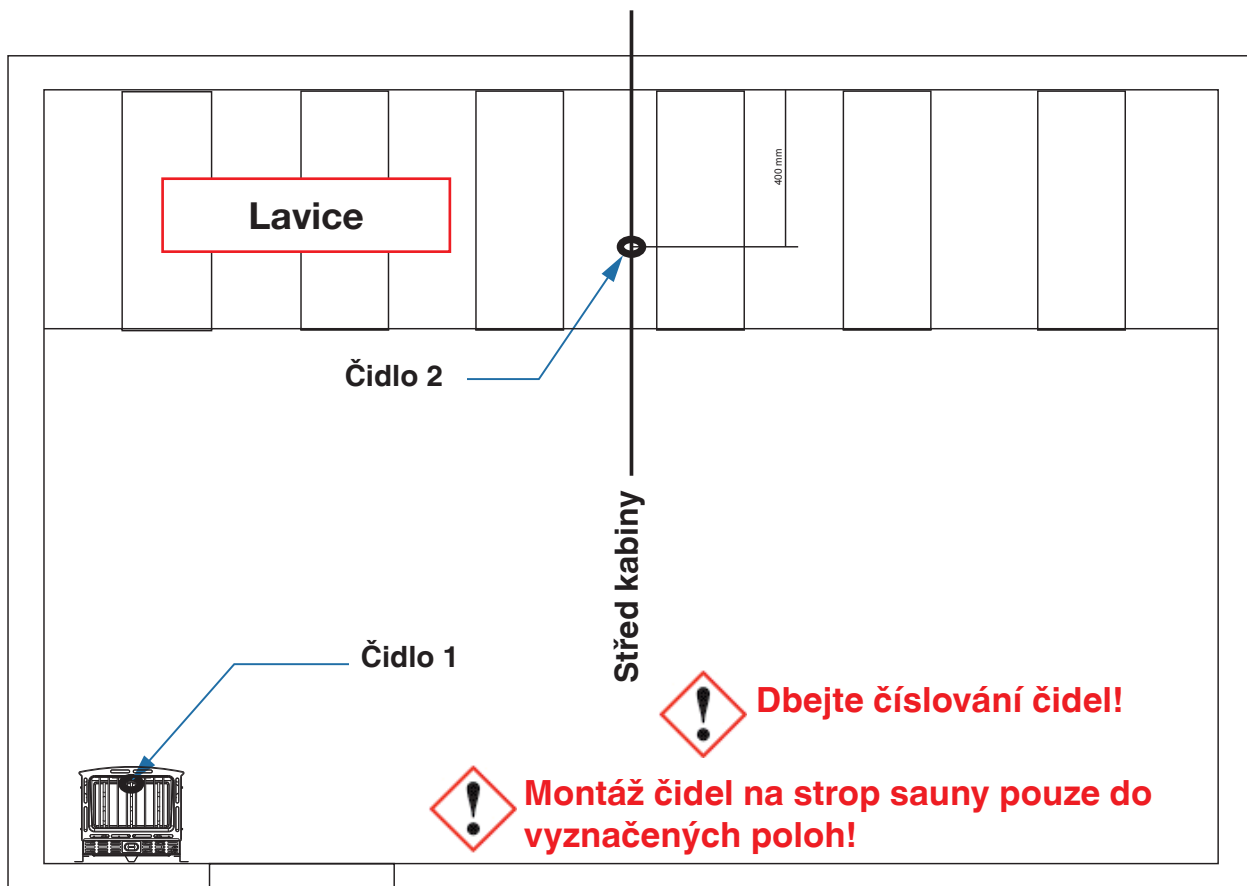 400 mm
Lavice
Čidlo 2
Střed kabiny
Čidlo 1
Dbejte číslování čidel!
Montáž čidel na strop sauny pouze do
vyznačených poloh!